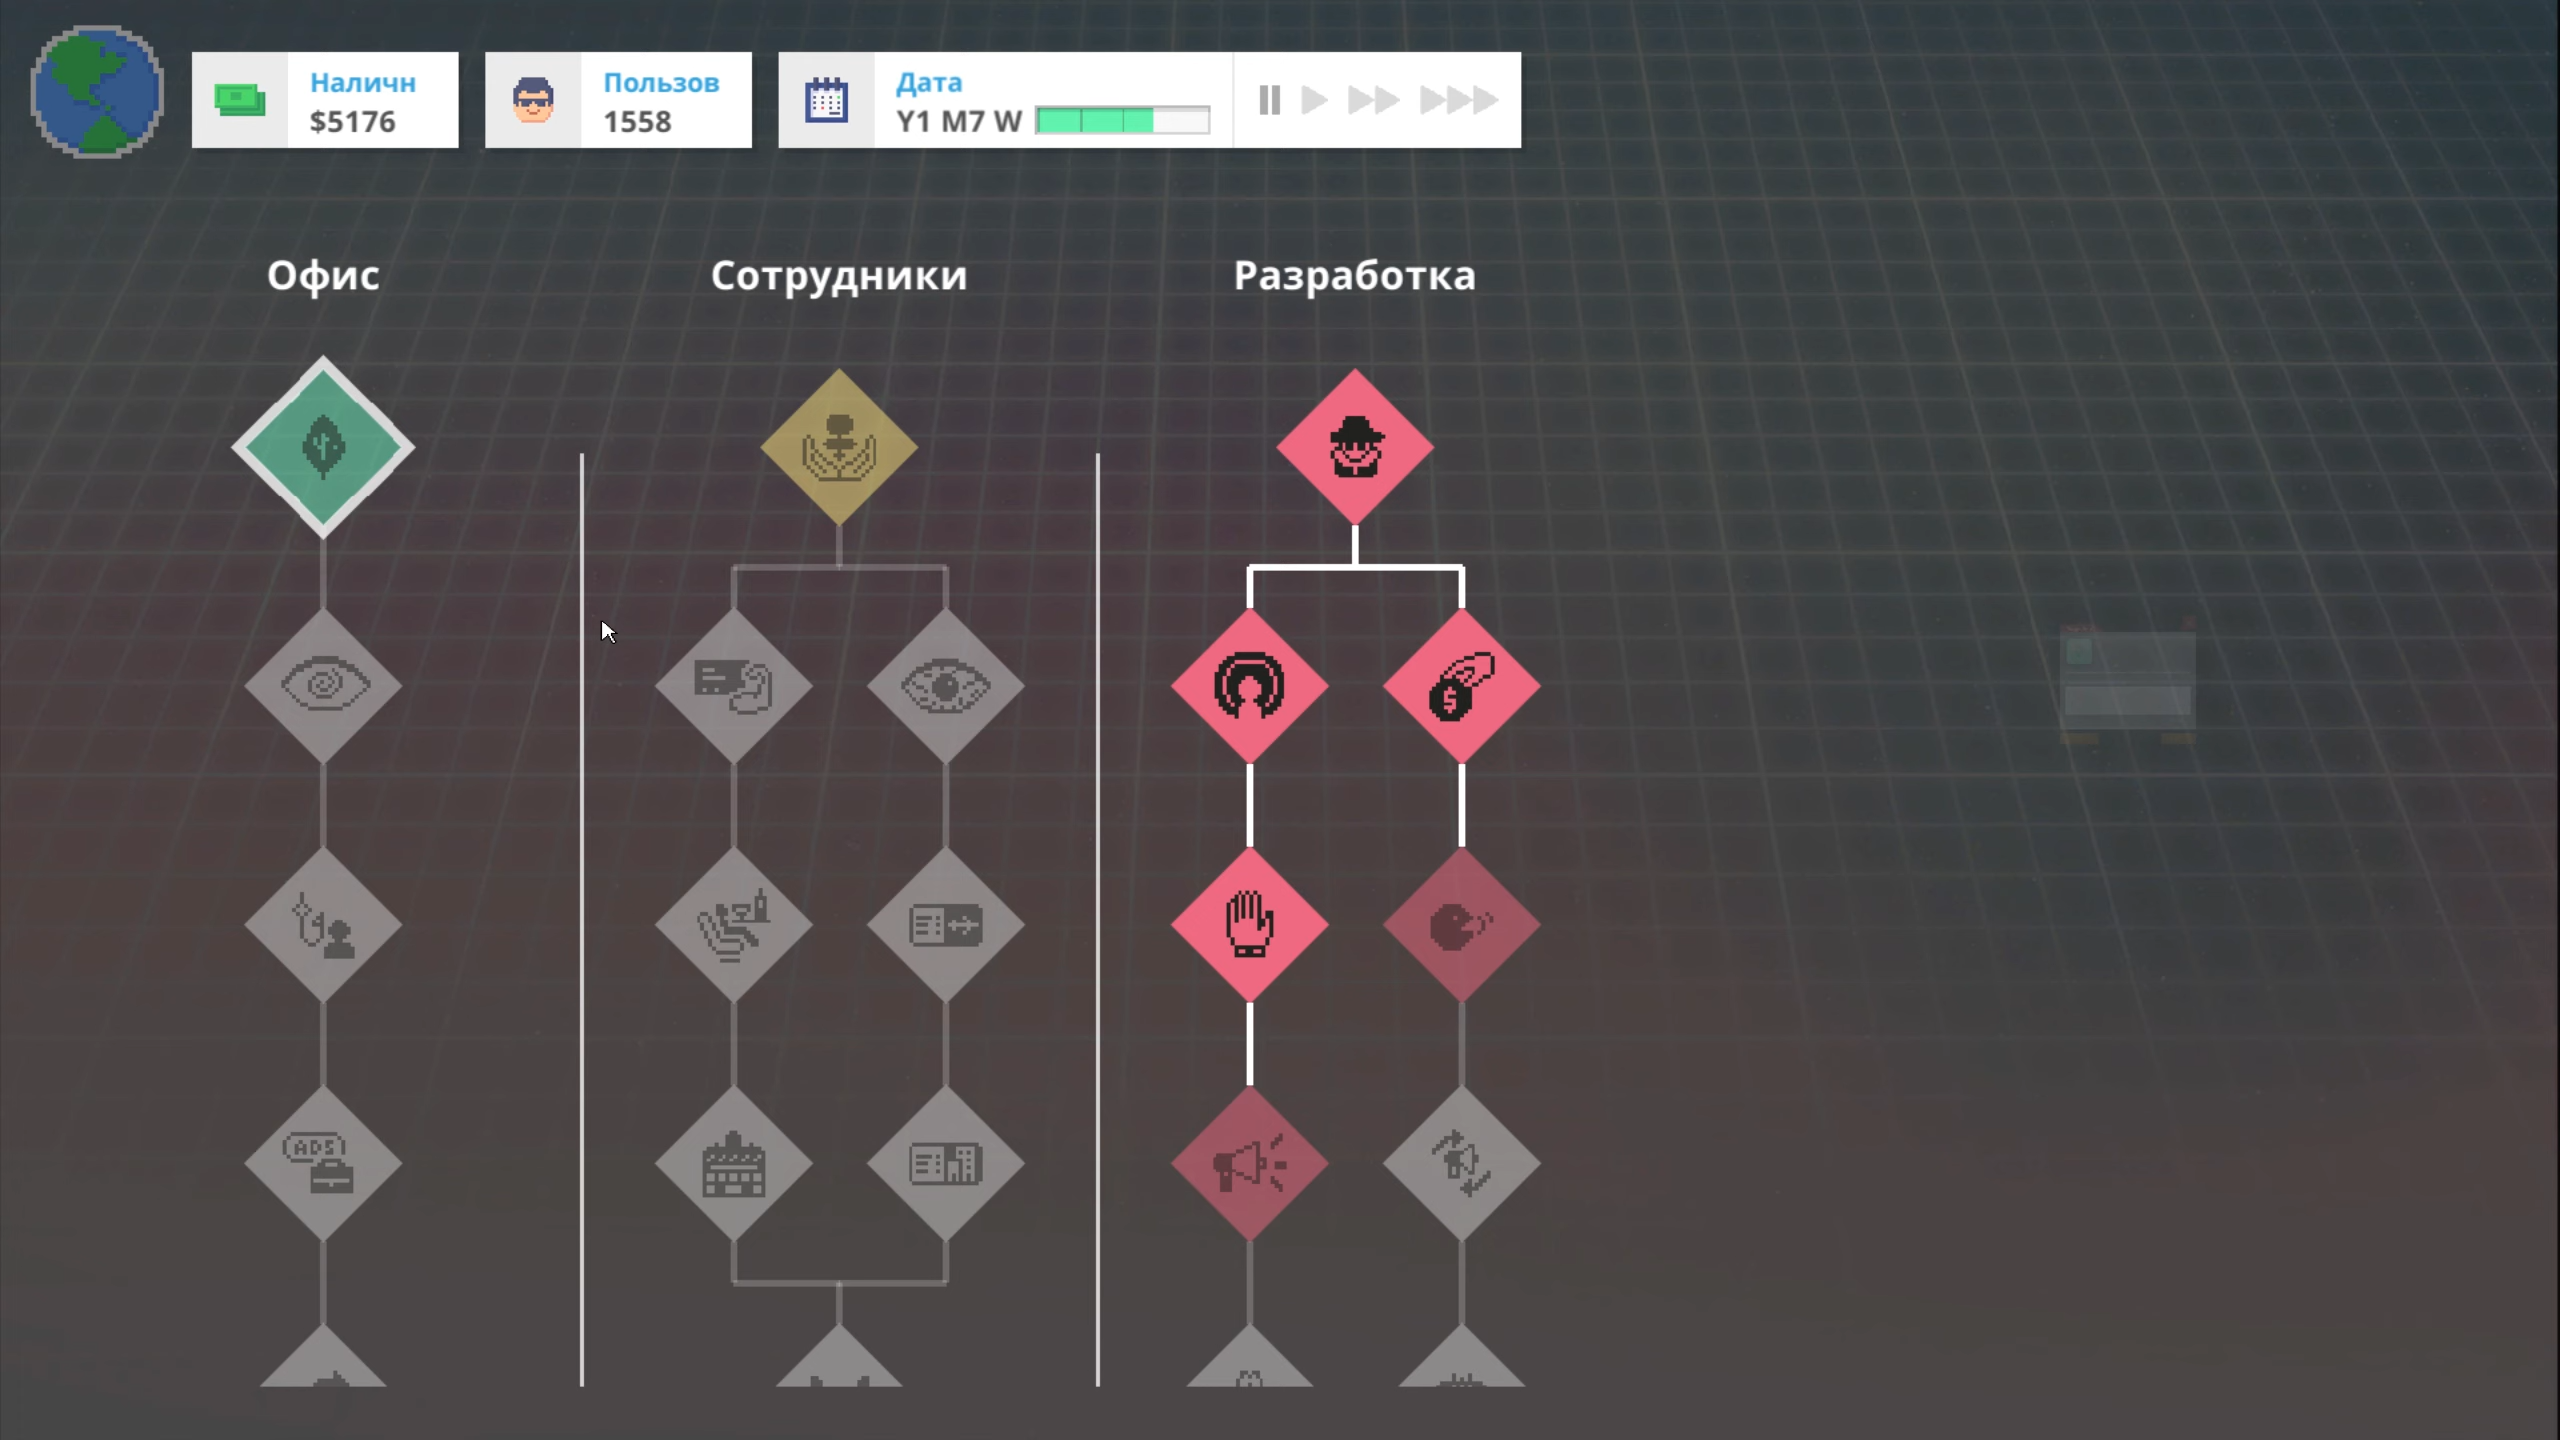 Наличн
$5176
Пользов
1558
Дата
Y1 M7 W
Офис
Сотрудники
Разработка
ADS